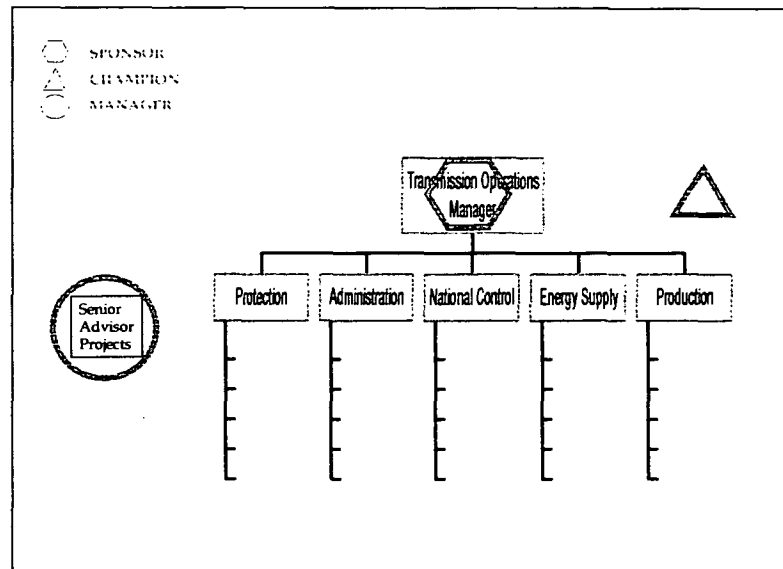 SPONSOR
CHAMPION
MANAGER
Transmission Operations
Manager
Protection
Administration
National Control
Energy Supply
Production
Senior
Advisor
Projects